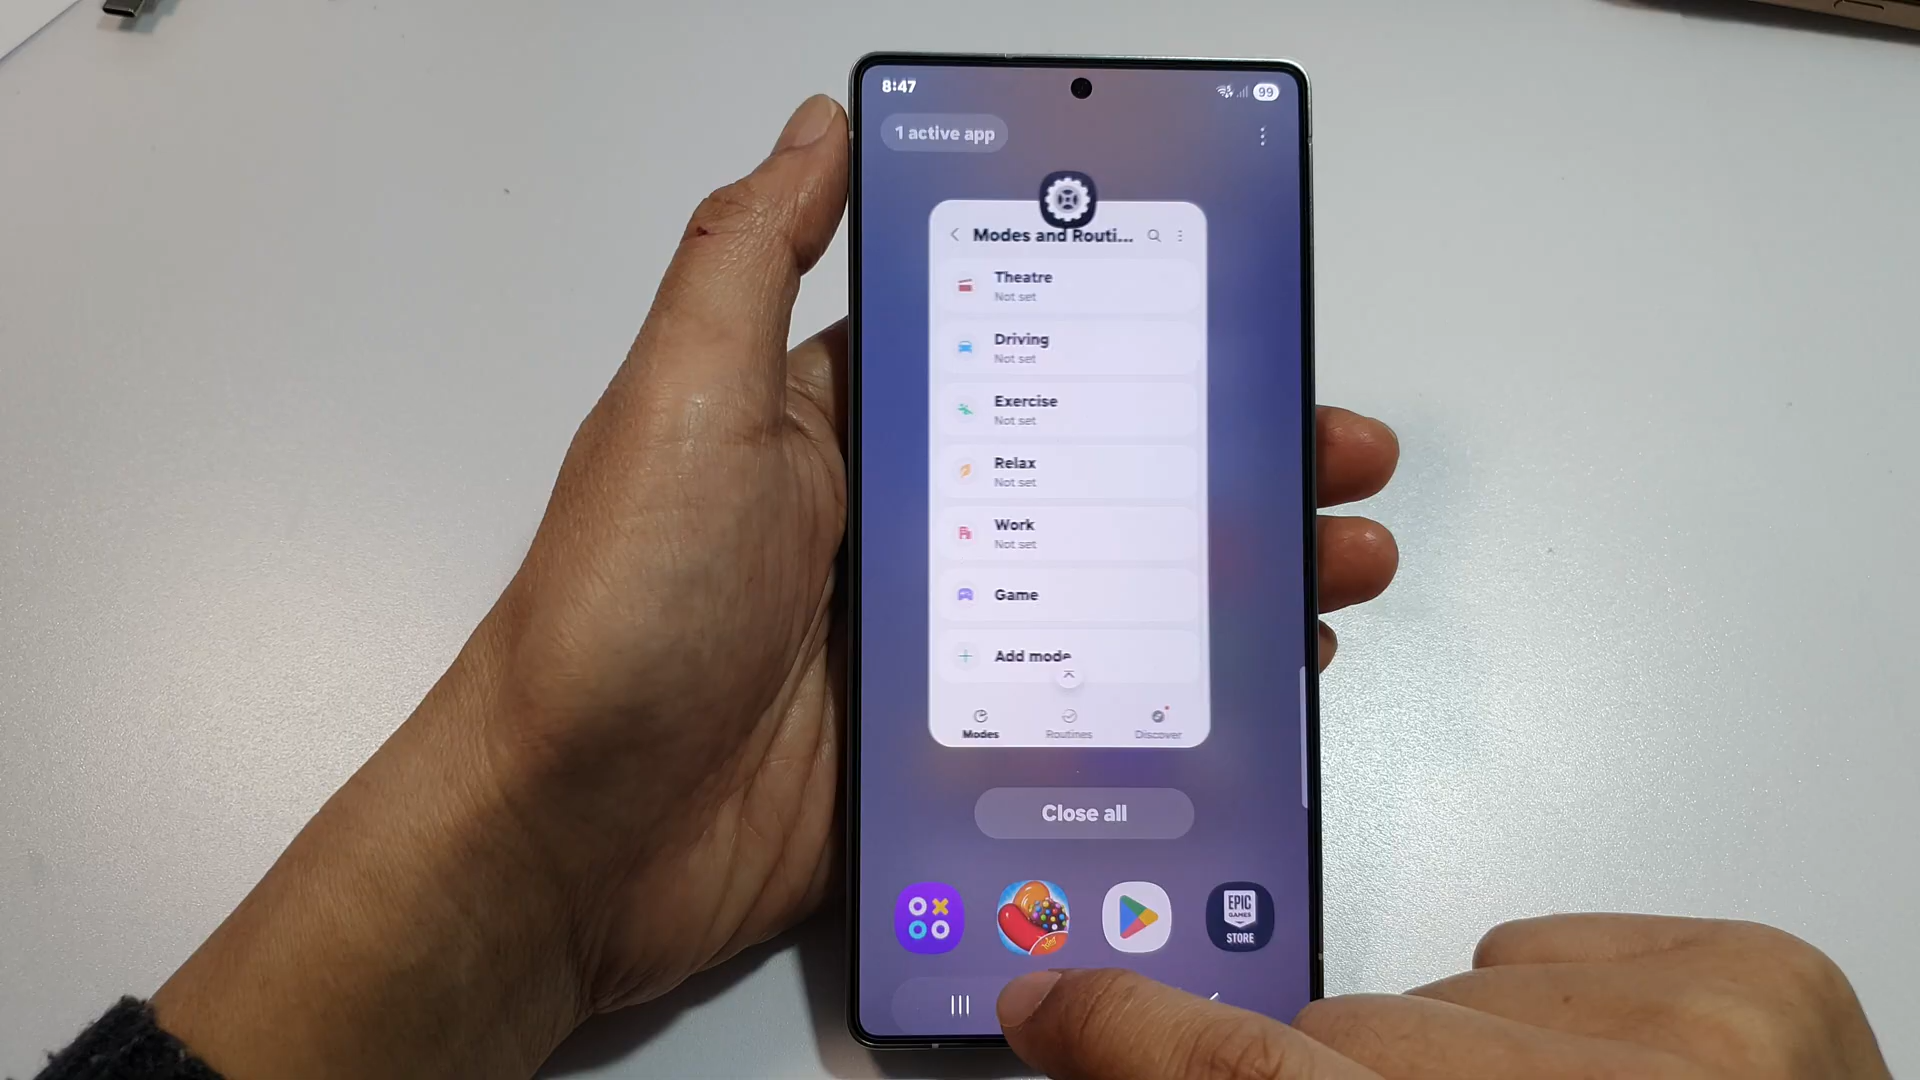 8:47
99
1 active app
Modes and Routi...
Theatre
Not set
Driving
Not set
Exercise
Not set
Relax
Not set
Work
Not set
Game
Add mode
Modes
Routines
Discover
Close all
EPIC
GAMES
STORE
king